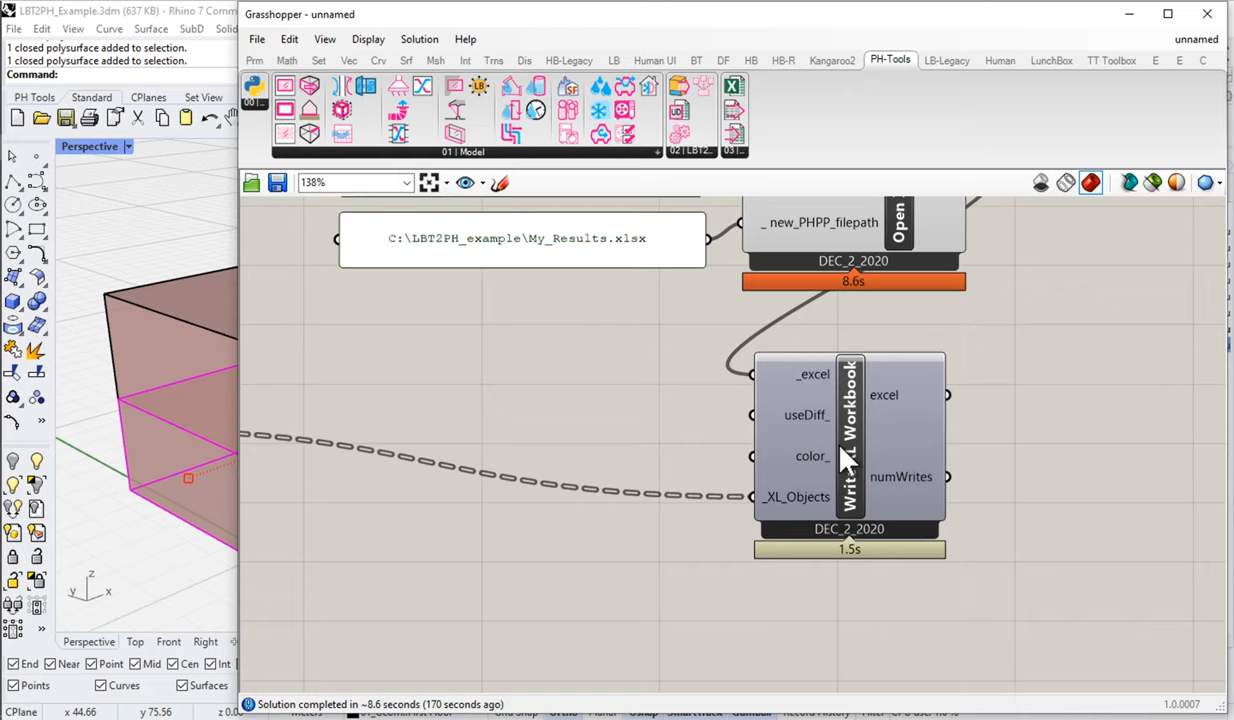 LBT2PH_Example.3dm (637 KB) - Rhino 7 Comm
File Edit View Curve Surface SubD Solid
1 closed polysurface added to selection.
1 closed polysurface added to selection.
Command:
PH Tools Standard CPlanes Set View
Perspective
z
y
x
Perspective Top Front Right
End Near Point Mid Cen Int
Points Curves Surfaces
CPlane x 44.66 y 75.56 z 0.00
Grasshopper - unnamed
File Edit View Display Solution Help
unnamed
Prm Math Set Vec Crv Srf Msh Int Trns Dis HB-Legacy LB Human UI BT DF HB HB-R Kangaroo2 PH-Tools LB-Legacy Human LunchBox TT Toolbox E E C
00 |...
01 | Model
02 |LBT2...
03 |...
138%
C:\LBT2PH_example\My_Results.xlsx
_ new_PHPP_filepath
Open
DEC_2_2020
8.6s
_excel
useDiff_
color_
_XL_Objects
Workbook
excel
numWrites
DEC_2_2020
1.5s
Solution completed in ~8.6 seconds (170 seconds ago)
1.0.0007